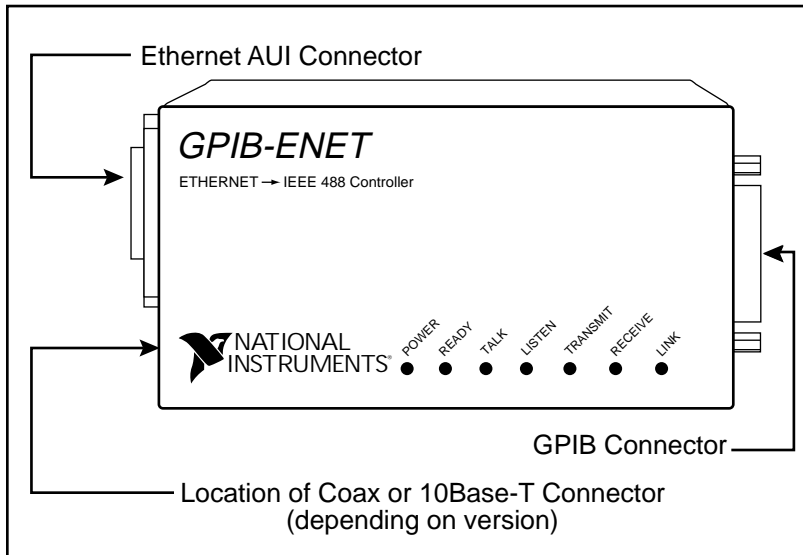 Ethernet AUI Connector
GPIB-ENET
ETHERNET → IEEE 488 Controller
NATIONAL
INSTRUMENTS®
POWER
READY
TALK
LISTEN
TRANSMIT
RECEIVE
LINK
GPIB Connector
Location of Coax or 10Base-T Connector
(depending on version)